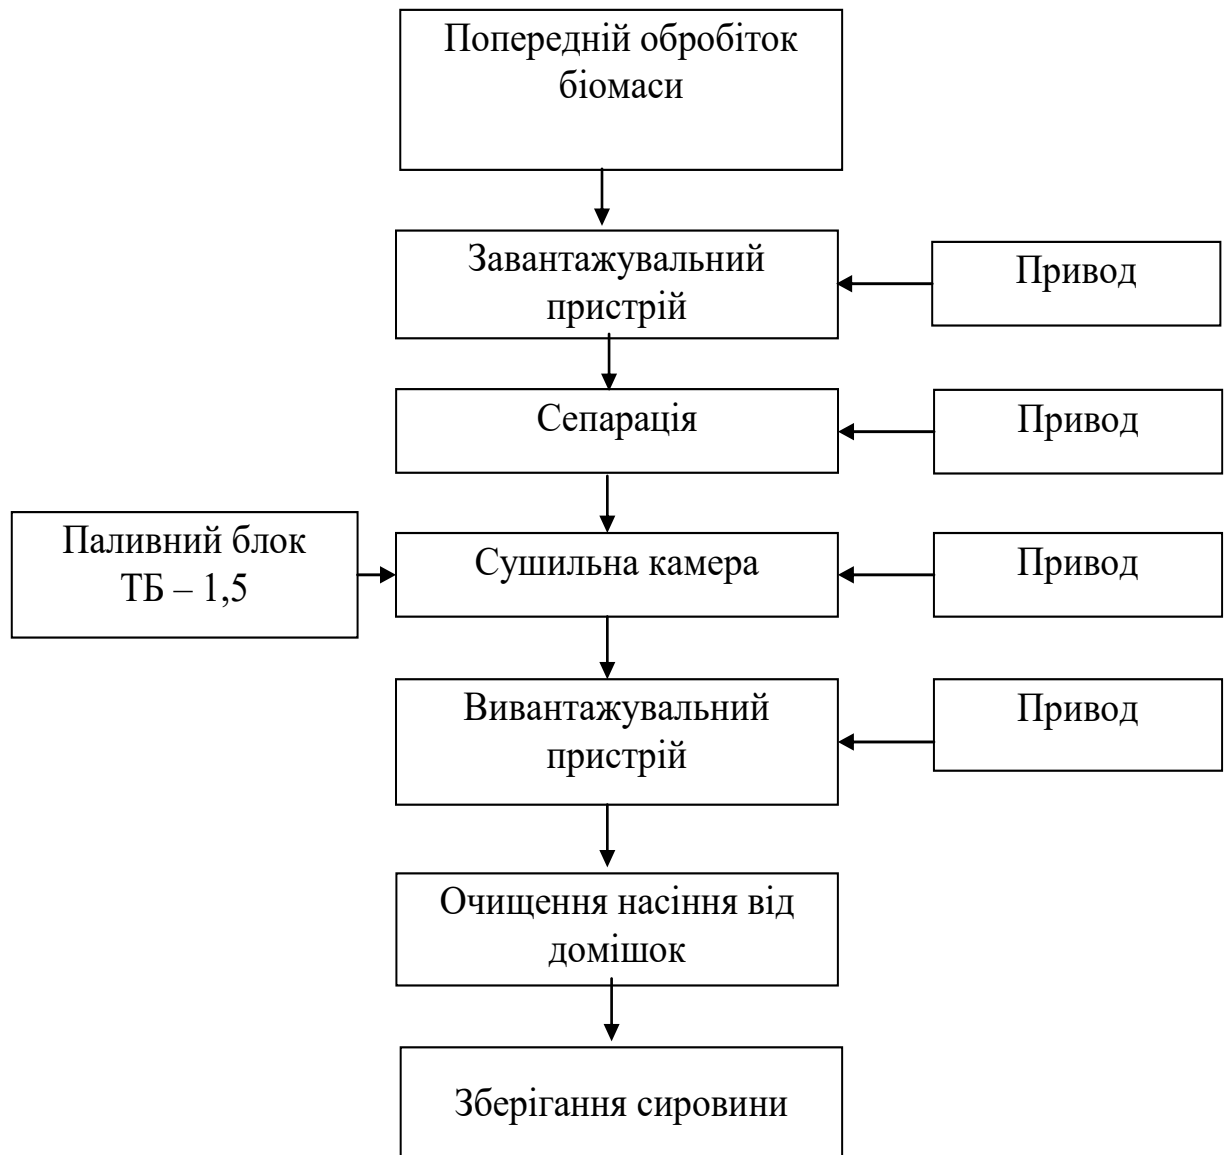 Попередній обробіток
біомаси
Завантажувальний
пристрій
Привод
Сепарація
Привод
Паливний блок
ТБ – 1,5
Сушильна камера
Привод
Вивантажувальний
пристрій
Привод
Очищення насіння від
домішок
Зберігання сировини